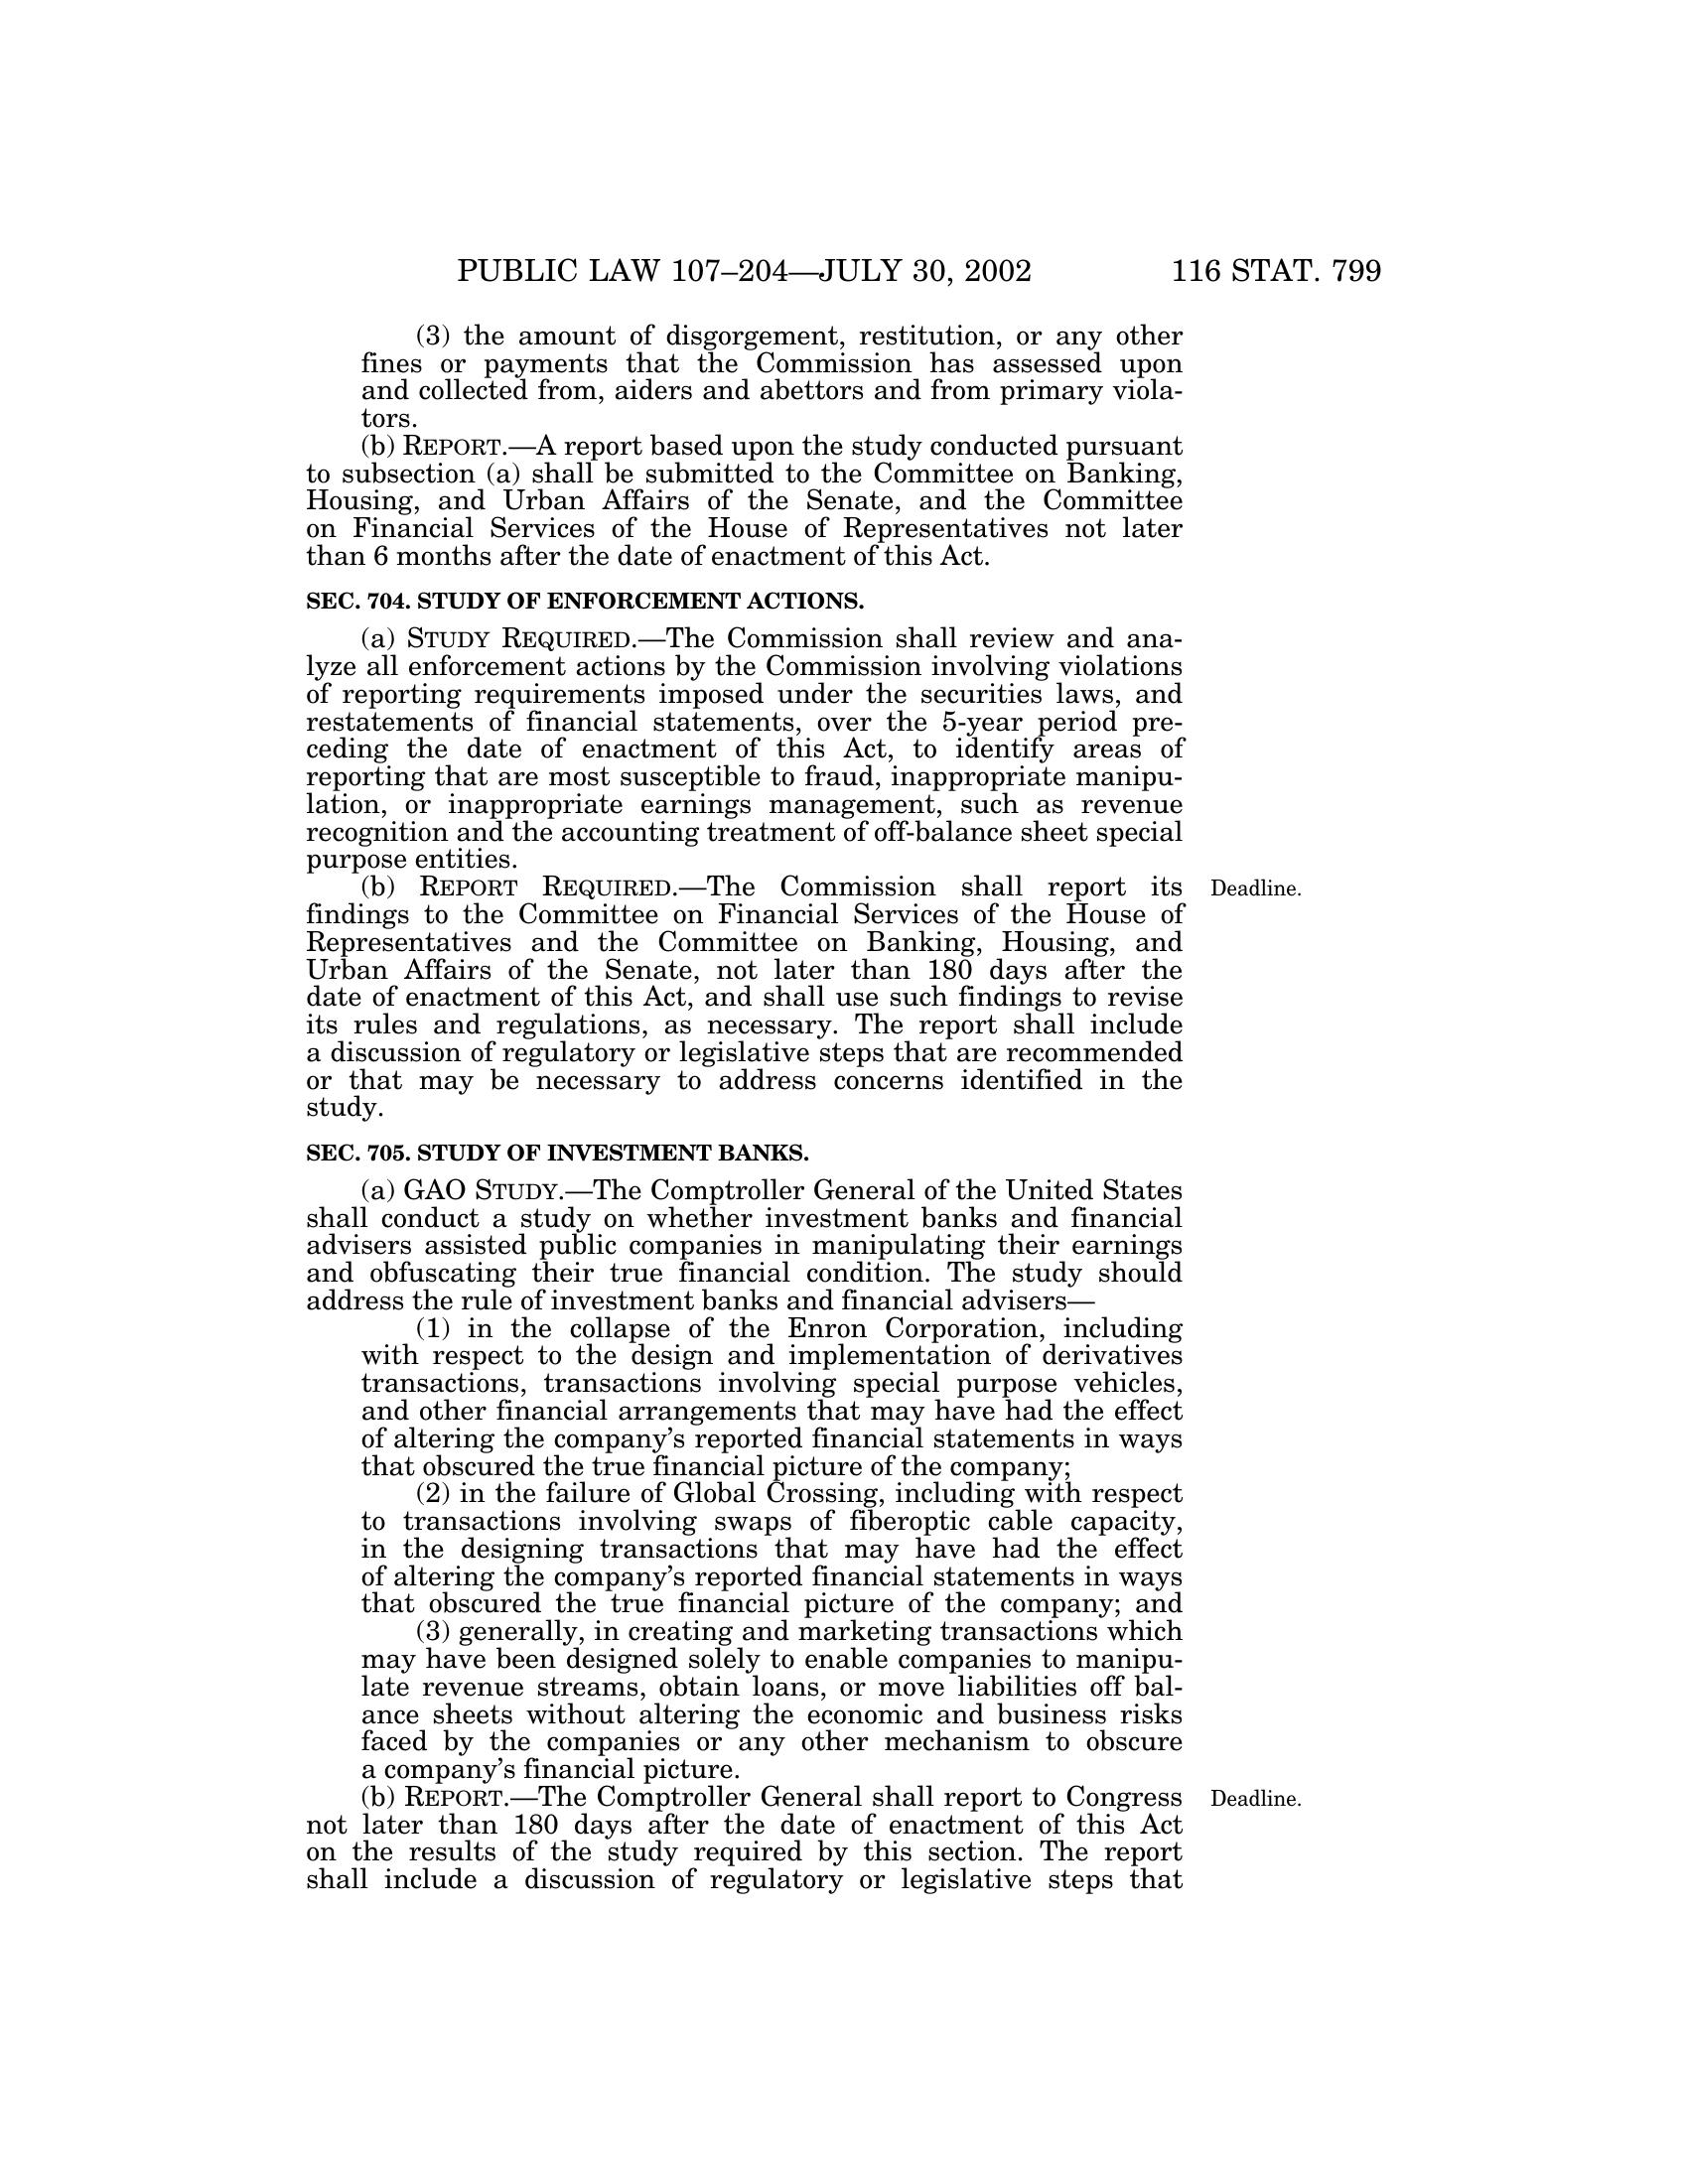 PUBLIC LAW 107–204—JULY 30, 2002 116 STAT. 799
(3) the amount of disgorgement, restitution, or any other
fines or payments that the Commission has assessed upon
and collected from, aiders and abettors and from primary viola-
tors.
(b) REPORT.—A report based upon the study conducted pursuant
to subsection (a) shall be submitted to the Committee on Banking,
Housing, and Urban Affairs of the Senate, and the Committee
on Financial Services of the House of Representatives not later
than 6 months after the date of enactment of this Act.
SEC. 704. STUDY OF ENFORCEMENT ACTIONS.
(a) STUDY REQUIRED.—The Commission shall review and ana-
lyze all enforcement actions by the Commission involving violations
of reporting requirements imposed under the securities laws, and
restatements of financial statements, over the 5-year period pre-
ceding the date of enactment of this Act, to identify areas of
reporting that are most susceptible to fraud, inappropriate manipu-
lation, or inappropriate earnings management, such as revenue
recognition and the accounting treatment of off-balance sheet special
purpose entities.
(b) REPORT REQUIRED.—The Commission shall report its Deadline.
findings to the Committee on Financial Services of the House of
Representatives and the Committee on Banking, Housing, and
Urban Affairs of the Senate, not later than 180 days after the
date of enactment of this Act, and shall use such findings to revise
its rules and regulations, as necessary. The report shall include
a discussion of regulatory or legislative steps that are recommended
or that may be necessary to address concerns identified in the
study.
SEC. 705. STUDY OF INVESTMENT BANKS.
(a) GAO STUDY.—The Comptroller General of the United States
shall conduct a study on whether investment banks and financial
advisers assisted public companies in manipulating their earnings
and obfuscating their true financial condition. The study should
address the rule of investment banks and financial advisers—
(1) in the collapse of the Enron Corporation, including
with respect to the design and implementation of derivatives
transactions, transactions involving special purpose vehicles,
and other financial arrangements that may have had the effect
of altering the company's reported financial statements in ways
that obscured the true financial picture of the company;
(2) in the failure of Global Crossing, including with respect
to transactions involving swaps of fiberoptic cable capacity,
in the designing transactions that may have had the effect
of altering the company's reported financial statements in ways
that obscured the true financial picture of the company; and
(3) generally, in creating and marketing transactions which
may have been designed solely to enable companies to manipu-
late revenue streams, obtain loans, or move liabilities off bal-
ance sheets without altering the economic and business risks
faced by the companies or any other mechanism to obscure
a company's financial picture.
(b) REPORT.—The Comptroller General shall report to Congress Deadline.
not later than 180 days after the date of enactment of this Act
on the results of the study required by this section. The report
shall include a discussion of regulatory or legislative steps that